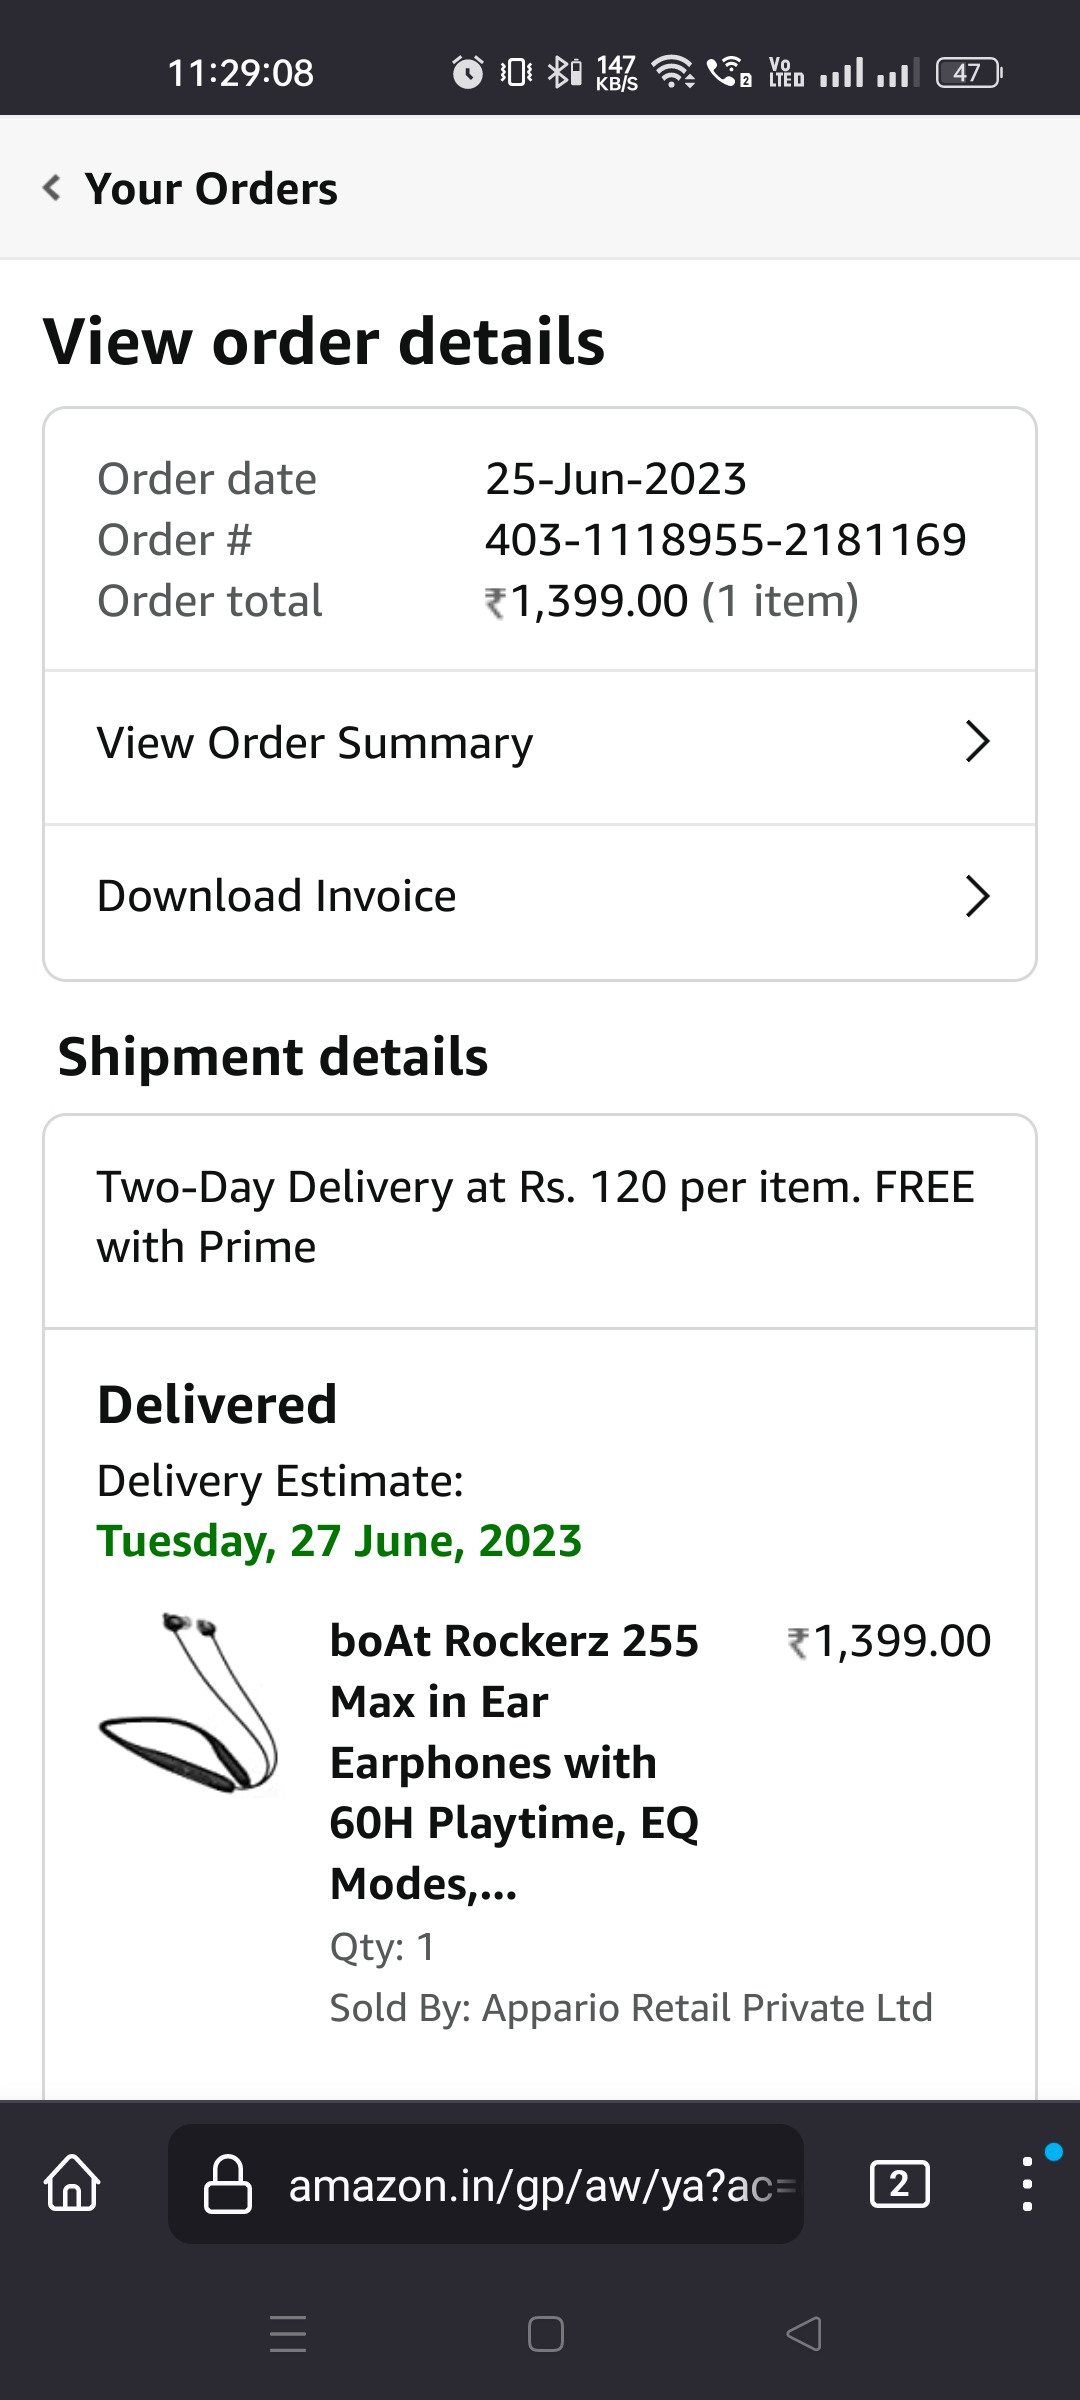 11:29:08
147
KB/S
2
Vo
LTED
47
Your Orders
View order details
Order date 25-Jun-2023
Order # 403-1118955-2181169
Order total ₹1,399.00 (1 item)
View Order Summary
Download Invoice
Shipment details
Two-Day Delivery at Rs. 120 per item. FREE
with Prime
Delivered
Delivery Estimate:
Tuesday, 27 June, 2023
boAt Rockerz 255 ₹1,399.00
Max in Ear
Earphones with
60H Playtime, EQ
Modes,...
Qty: 1
Sold By: Appario Retail Private Ltd
amazon.in/gp/aw/ya?ac=
2